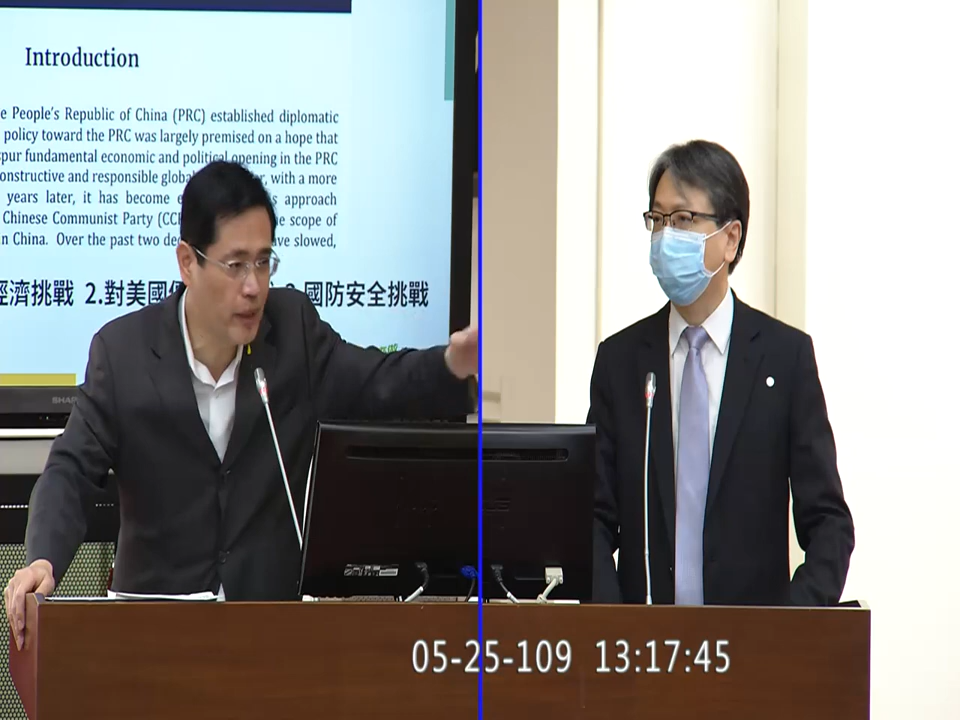 Introduction
e People's Republic of China (PRC) established diplomatic
policy toward the PRC was largely premised on a hope that
spur fundamental economic and political opening in the PRC
onstructive and responsible global r, with a more
years later, it has become s approach
Chinese Communist Party (CC e scope of
n China. Over the past two de ave slowed,
經濟挑戰 2.對美國 國防安全挑戰
SHARP
05-25-109 13:17:45